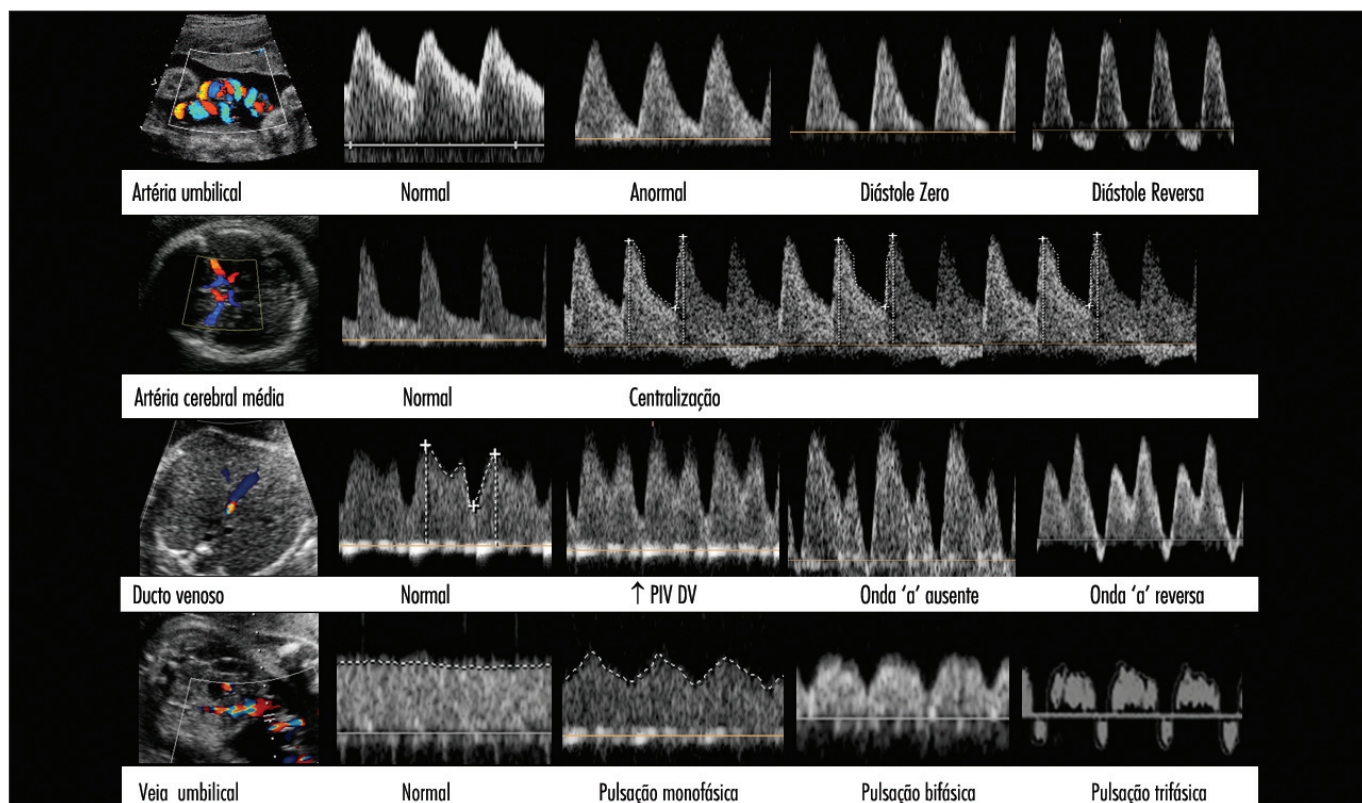 Artéria umbilical Normal Anormal Diástole Zero Diástole Reversa
Artéria cerebral média Normal Centralização
Ducto venoso Normal ↑ PIV DV Onda ‘a’ ausente Onda ‘a’ reversa
Veia umbilical Normal Pulsação monofásica Pulsação bifásica Pulsação trifásica